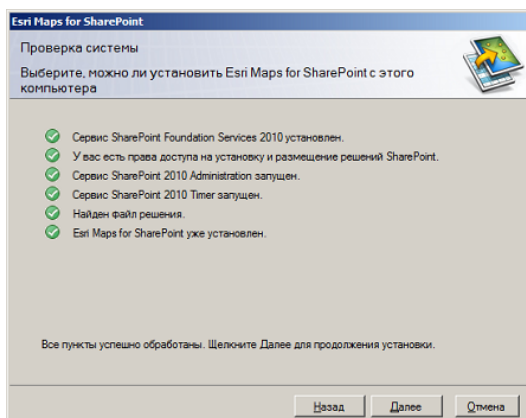 Esri Maps for SharePoint
Проверка системы
Выберите, можно ли установить Esri Maps for SharePoint с этого
компьютера
Сервис SharePoint Foundation Services 2010 установлен.
У вас есть права доступа на установку и размещение решений SharePoint.
Сервис SharePoint 2010 Administration запущен.
Сервис SharePoint 2010 Timer запущен.
Найден файл решения.
Esri Maps for SharePoint уже установлен.
Все пункты успешно обработаны. Щелкните Далее для продолжения установки.
Назад Далее Отмена